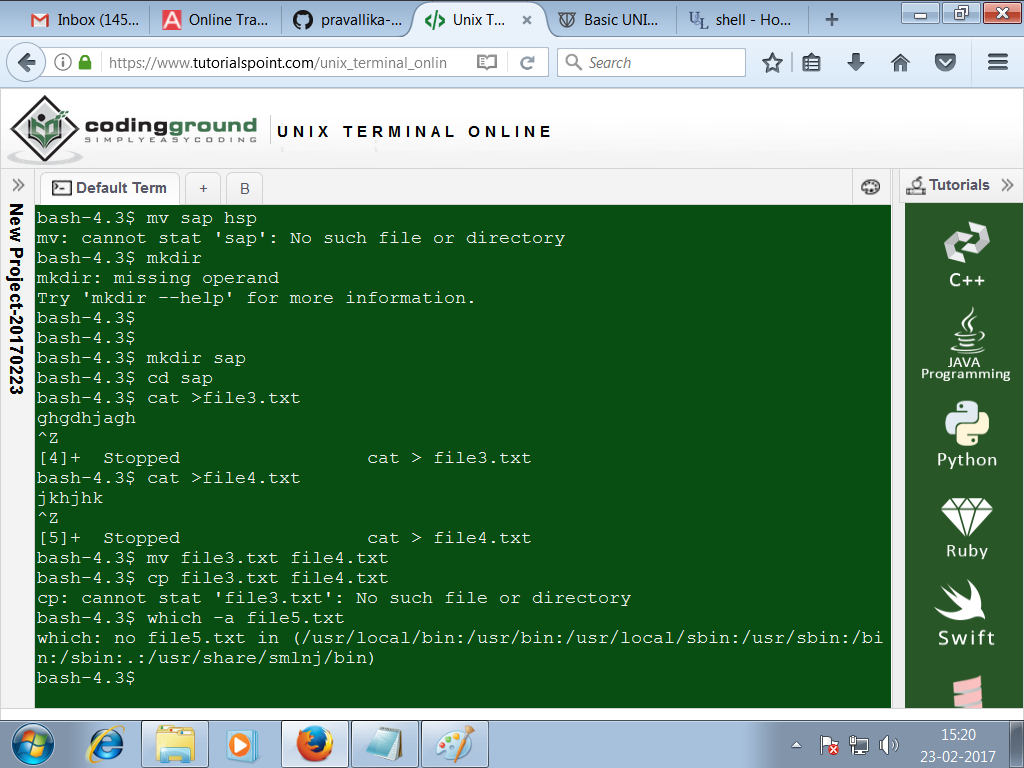 Inbox (145...
Online Tra...
pravallika-...
Unix T...
Basic UNI...
shell - Ho...
https://www.tutorialspoint.com/unix_terminal_onlin
Search
codingground
SIMPLYEASYCODING
UNIX TERMINAL ONLINE
Default Term
+
B
Tutorials
New Project-20170223
bash-4.3$ mv sap hsp
mv: cannot stat 'sap': No such file or directory
bash-4.3$ mkdir
mkdir: missing operand
Try 'mkdir --help' for more information.
bash-4.3$
bash-4.3$
bash-4.3$ mkdir sap
bash-4.3$ cd sap
bash-4.3$ cat >file3.txt
ghgdhjagh
^Z
[4]+  Stopped                 cat > file3.txt
bash-4.3$ cat >file4.txt
jkhjhk
^Z
[5]+  Stopped                 cat > file4.txt
bash-4.3$ mv file3.txt file4.txt
bash-4.3$ cp file3.txt file4.txt
cp: cannot stat 'file3.txt': No such file or directory
bash-4.3$ which -a file5.txt
which: no file5.txt in (/usr/local/bin:/usr/bin:/usr/local/sbin:/usr/sbin:/bi
n:/sbin:.:/usr/share/smlnj/bin)
bash-4.3$
C++
JAVA
Programming
Python
Ruby
Swift
15:20
23-02-2017